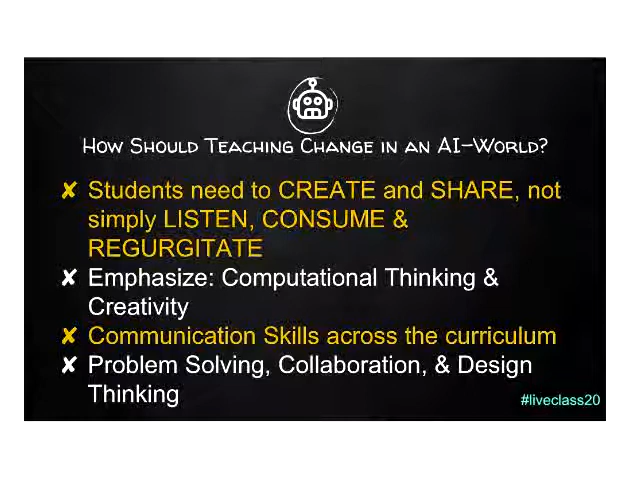 How Should Teaching Change in an AI-World?
✘ Students need to CREATE and SHARE, not
simply LISTEN, CONSUME &
REGURGITATE
✘ Emphasize: Computational Thinking &
Creativity
✘ Communication Skills across the curriculum
✘ Problem Solving, Collaboration, & Design
Thinking
#liveclass20